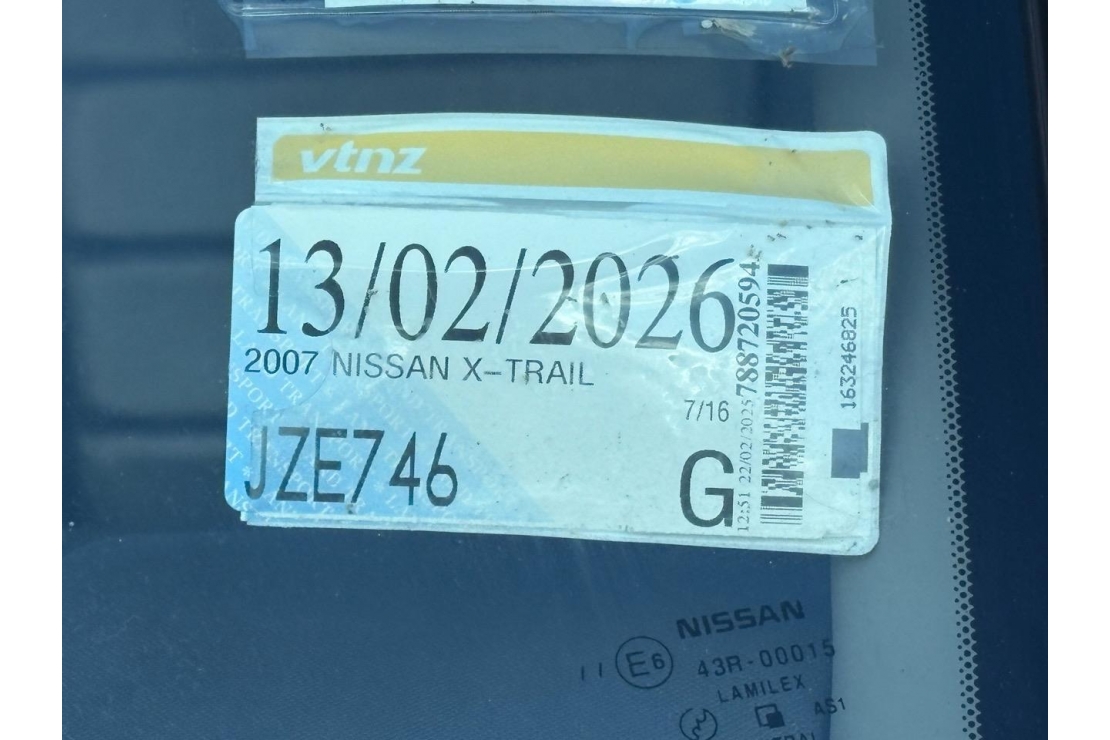 vtnz
13/02/2026
2007 NISSAN X-TRAIL
7/16
JZE746
G
12:51 22/02/2025 788720594
163246825
NISSAN
E6 43R-00015
LAMILEX
AS1